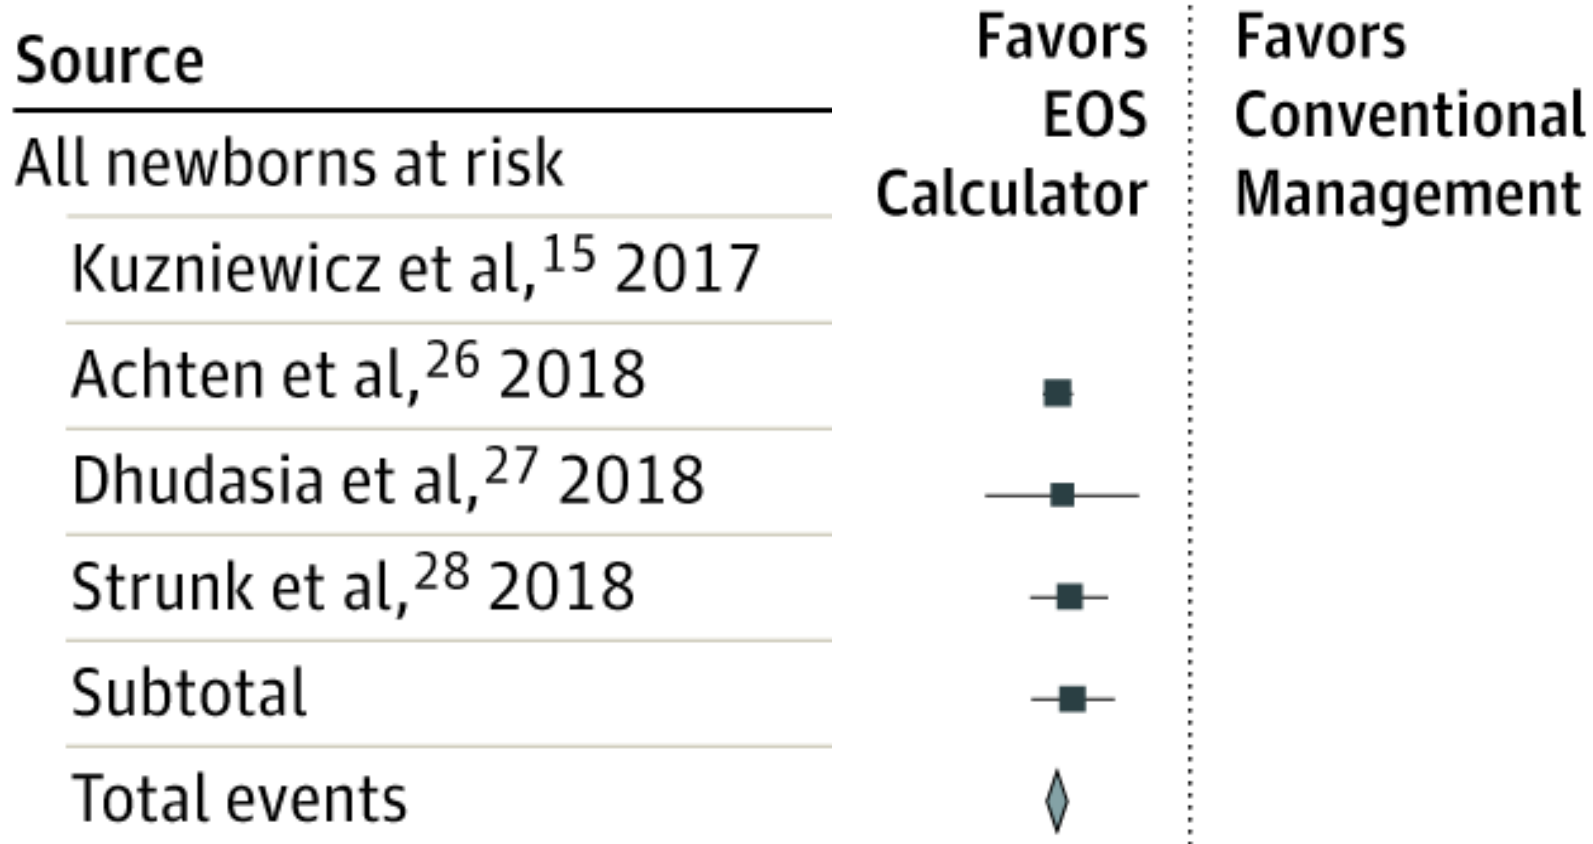 Source
Favors
EOS
Calculator
Favors
Conventional
Management
All newborns at risk
Kuzniewicz et al,15 2017
Achten et al,26 2018
Dhudasia et al,27 2018
Strunk et al,28 2018
Subtotal
Total events